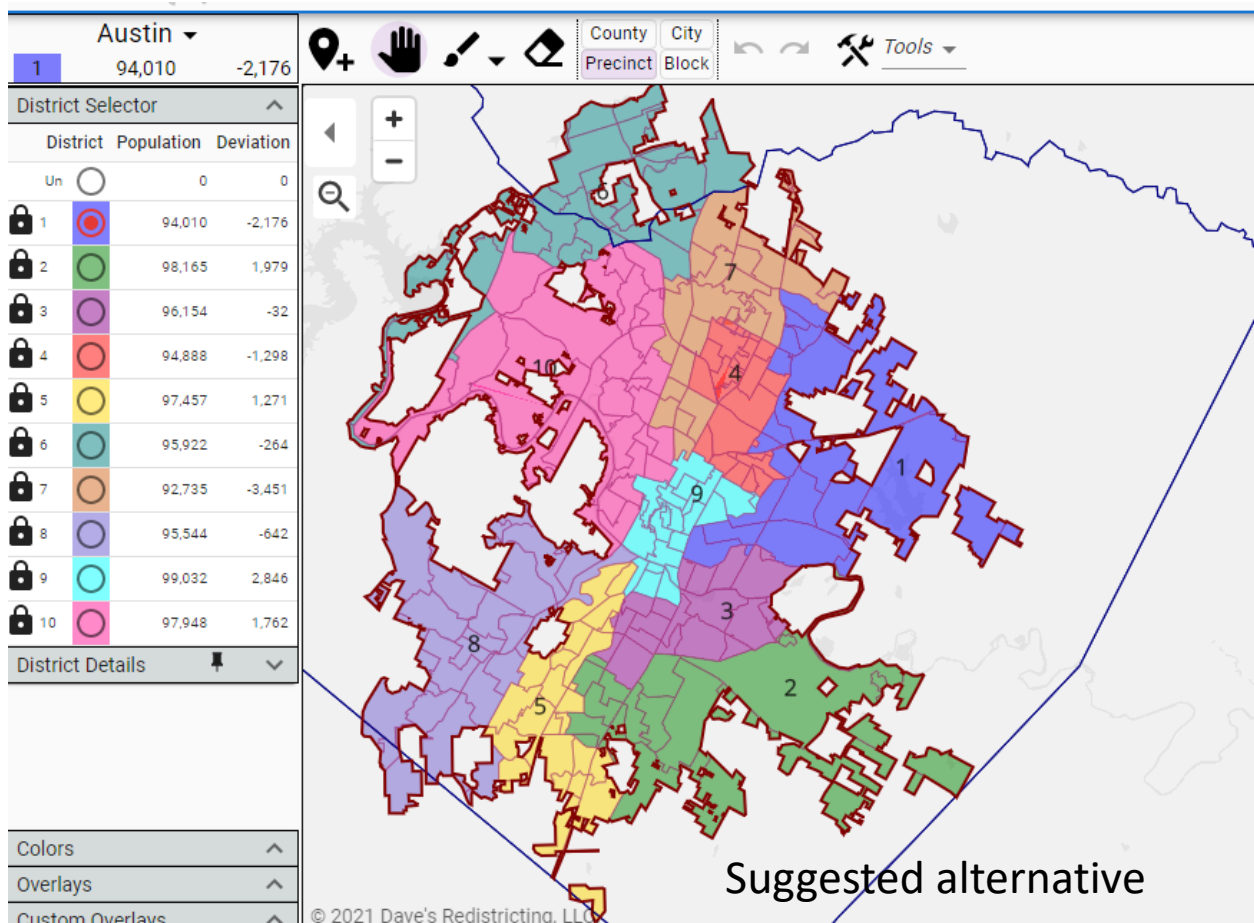 Austin
1 94,010 -2,176
County City
Precinct Block
Tools
District Selector
District Population Deviation
Un 0 0
1 94,010 -2,176
2 98,165 1,979
3 96,154 -32
4 94,888 -1,298
5 97,457 1,271
6 95,922 -264
7 92,735 -3,451
8 95,544 -642
9 99,032 2,846
10 97,948 1,762
District Details
Colors
Overlays
Custom Overlays
6
7
10
4
1
9
3
8
2
5
Suggested alternative
© 2021 Dave's Redistricting, LLC